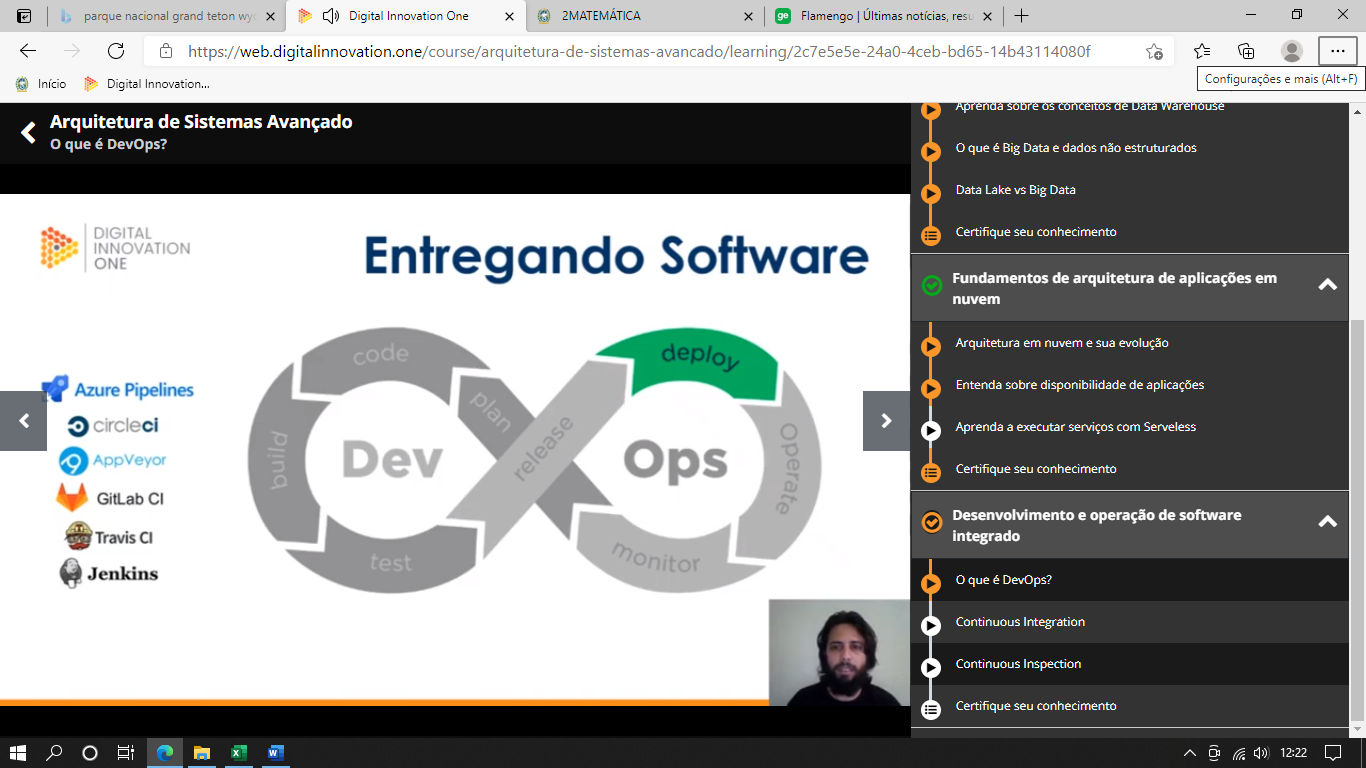 parque nacional grand teton wy
Digital Innovation One
2MATEMÁTICA
ge
Flamengo | Últimas notícias, resu
https://web.digitalinnovation.one/course/arquitetura-de-sistemas-avancado/learning/2c7e5e5e-24a0-4ceb-bd65-14b43114080f
Configurações e mais (Alt+F)
Início
Digital Innovation...
Arquitetura de Sistemas Avançado
O que é DevOps?
DIGITAL
INNOVATION
ONE
Entregando Software
Azure Pipelines
circleci
AppVeyor
GitLab CI
Travis CI
Jenkins
code
plan
build
Dev
test
release
deploy
Ops
Operate
monitor
Aprenda sobre os conceitos de Data Warehouse
O que é Big Data e dados não estruturados
Data Lake vs Big Data
Certifique seu conhecimento
Fundamentos de arquitetura de aplicações em
nuvem
Arquitetura em nuvem e sua evolução
Entenda sobre disponibilidade de aplicações
Aprenda a executar serviços com Serveless
Certifique seu conhecimento
Desenvolvimento e operação de software
integrado
O que é DevOps?
Continuous Integration
Continuous Inspection
Certifique seu conhecimento
12:22